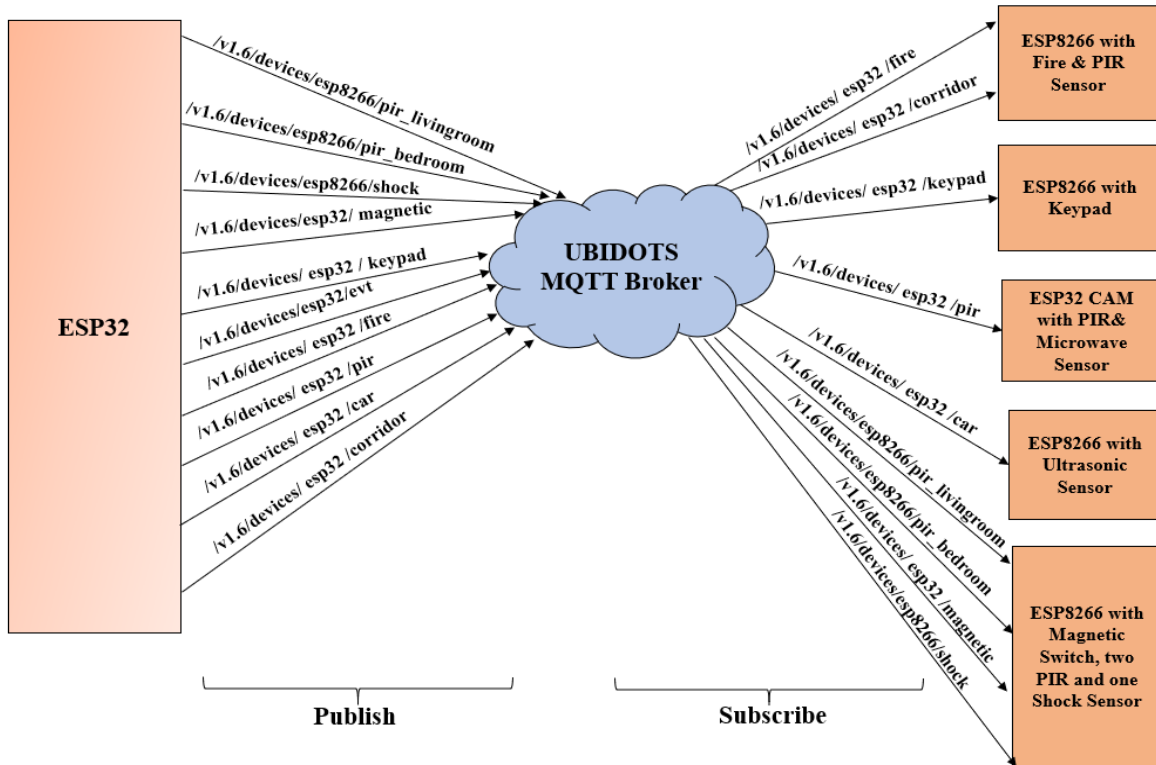 ESP32
/v1.6/devices/esp8266/pir_livingroom
/v1.6/devices/esp8266/pir_bedroom
/v1.6/devices/esp8266/shock
/v1.6/devices/esp32/ magnetic
/v1.6/devices/ esp32 / keypad
/v1.6/devices/esp32/evt
/v1.6/devices/ esp32 /fire
/v1.6/devices/ esp32 /pir
/v1.6/devices/ esp32 /car
/v1.6/devices/ esp32 /corridor
Publish
UBIDOTS
MQTT Broker
/v1.6/devices/ esp32 /fire
/v1.6/devices/ esp32 /corridor
/v1.6/devices/ esp32 /keypad
/v1.6/devices/ esp32 /pir
/v1.6/devices/ esp32 /car
/v1.6/devices/esp8266/pir_livingroom
/v1.6/devices/esp8266/pir_bedroom
/v1.6/devices/ esp32 /magnetic
/v1.6/devices/esp8266/shock
Subscribe
ESP8266 with
Fire & PIR
Sensor
ESP8266 with
Keypad
ESP32 CAM
with PIR&
Microwave
Sensor
ESP8266 with
Ultrasonic
Sensor
ESP8266 with
Magnetic
Switch, two
PIR and one
Shock Sensor